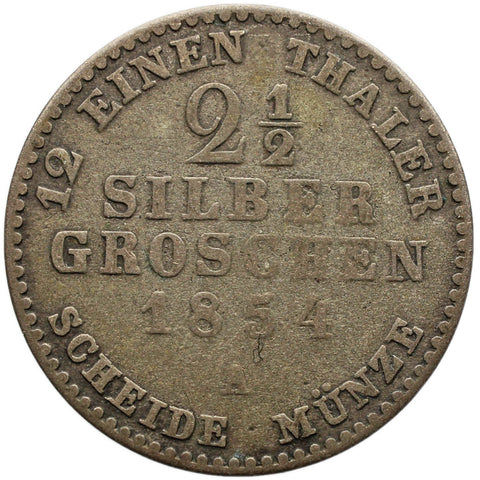 12 EINEN THALER
2 1/2
SILBER
GROSCHEN
1854
A
SCHEIDE MÜNZE